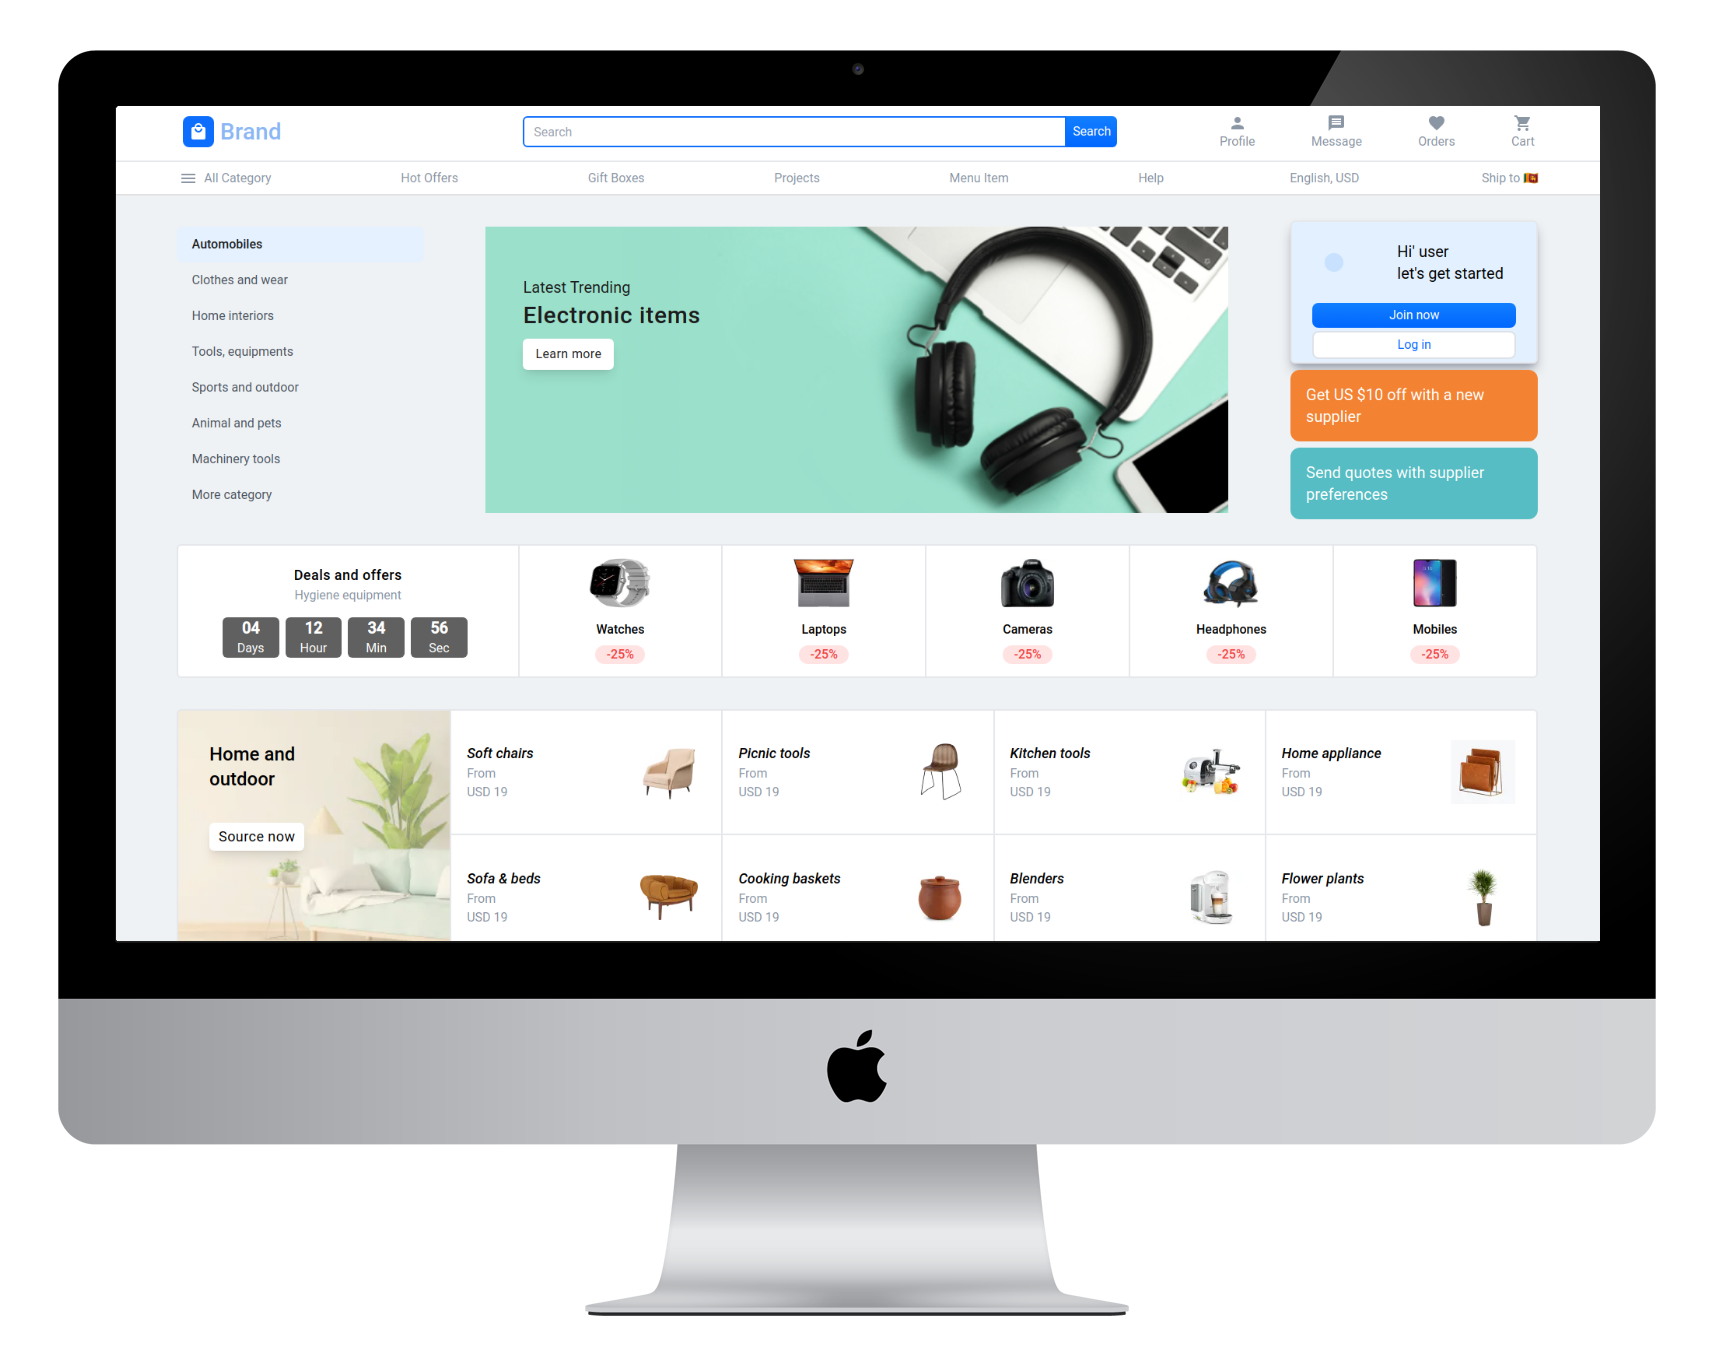 Brand
Search
Search
Profile
Message
Orders
Cart
All Category
Hot Offers
Gift Boxes
Projects
Menu Item
Help
English, USD
Ship to
Automobiles
Clothes and wear
Home interiors
Tools, equipments
Sports and outdoor
Animal and pets
Machinery tools
More category
Latest Trending
Electronic items
Learn more
Hi' user
let's get started
Join now
Log in
Get US $10 off with a new
supplier
Send quotes with supplier
preferences
Deals and offers
Hygiene equipment
04
Days
12
Hour
34
Min
56
Sec
Watches
-25%
Laptops
-25%
Cameras
-25%
Headphones
-25%
Mobiles
-25%
Home and
outdoor
Source now
Soft chairs
From
USD 19
Picnic tools
From
USD 19
Kitchen tools
From
USD 19
Home appliance
From
USD 19
Sofa & beds
From
USD 19
Cooking baskets
From
USD 19
Blenders
From
USD 19
Flower plants
From
USD 19